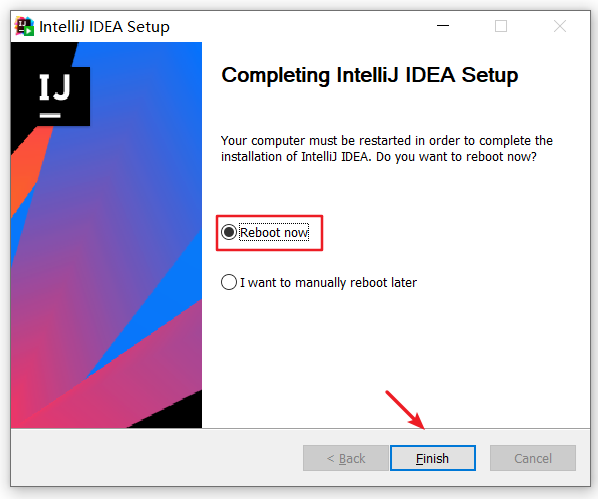 IntelliJ IDEA Setup
IJ
Completing IntelliJ IDEA Setup
Your computer must be restarted in order to complete the
installation of IntelliJ IDEA. Do you want to reboot now?
Reboot now
I want to manually reboot later
< Back
Finish
Cancel